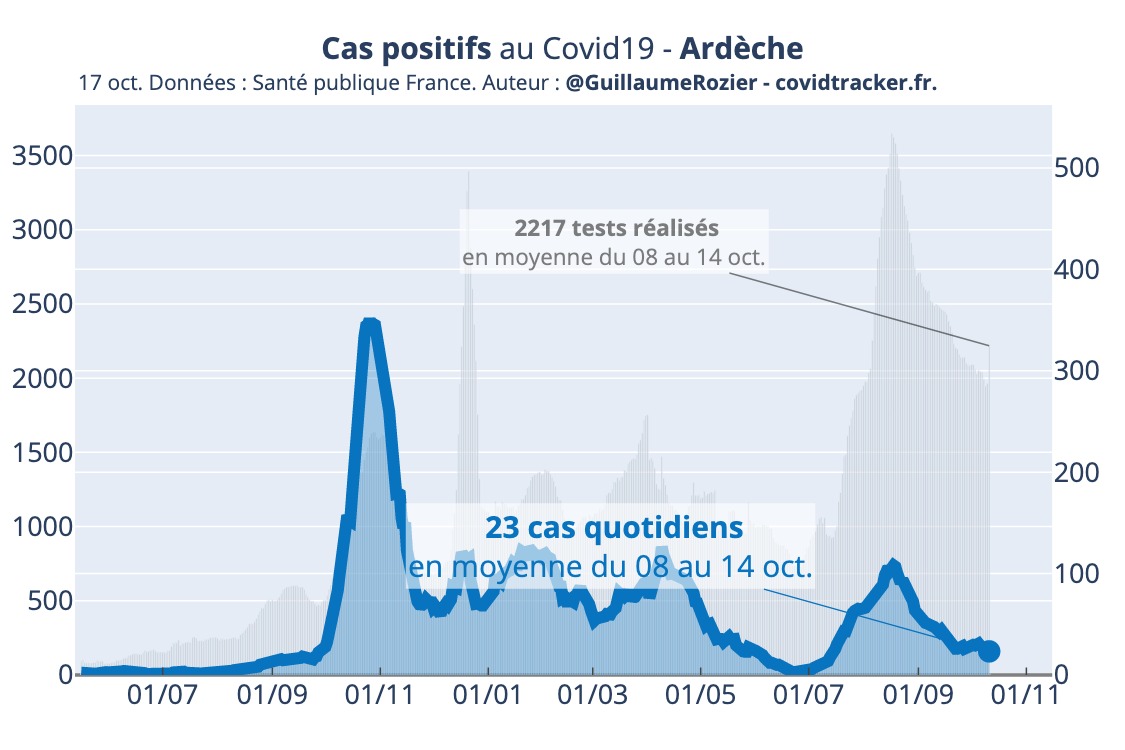 Cas positifs au Covid19 - Ardèche
17 oct. Données : Santé publique France. Auteur : @GuillaumeRozier - covidtracker.fr.
3500
3000
2500
2000
1500
1000
500
0
500
400
300
200
100
0
2217 tests réalisés
en moyenne du 08 au 14 oct.
23 cas quotidiens
en moyenne du 08 au 14 oct.
01/07 01/09 01/11 01/01 01/03 01/05 01/07 01/09 01/11